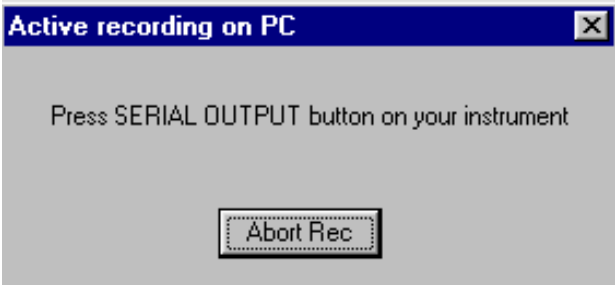 Active recording on PC
Press SERIAL OUTPUT button on your instrument
Abort Rec